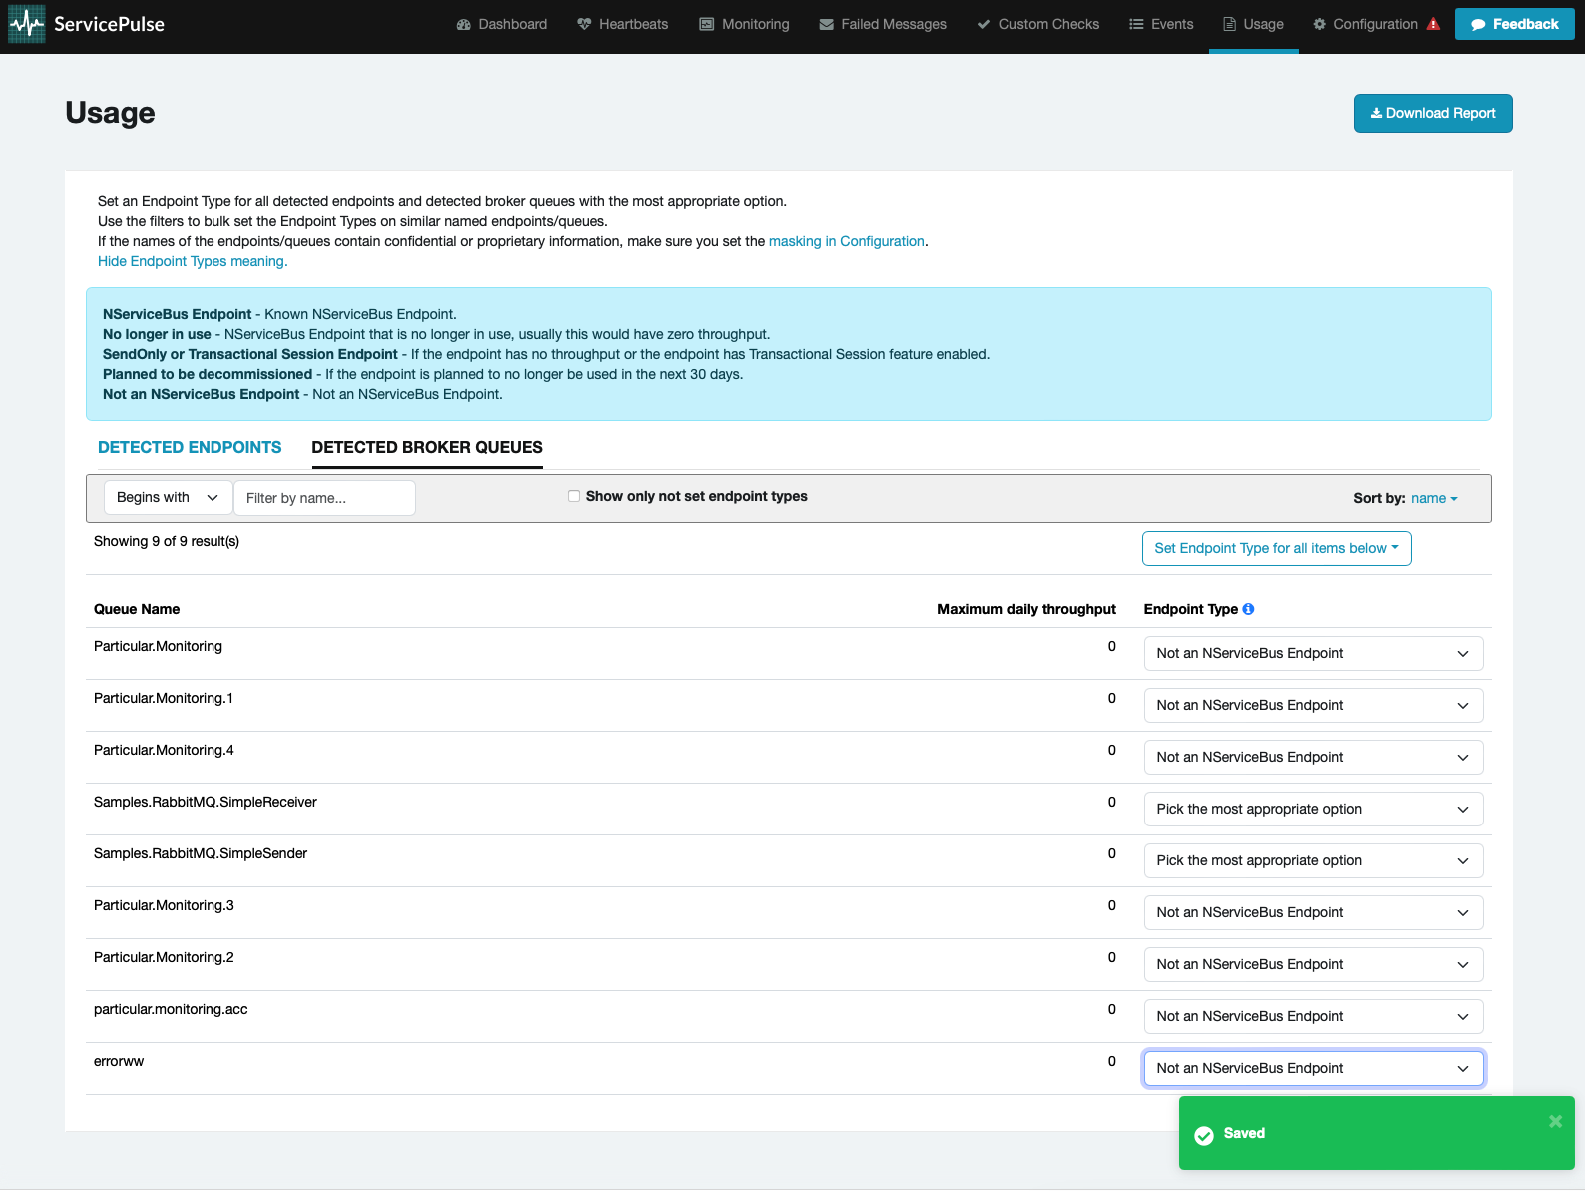 ServicePulse
Dashboard
Heartbeats
Monitoring
Failed Messages
Custom Checks
Events
Usage
Configuration
Feedback
Usage
Download Report
Set an Endpoint Type for all detected endpoints and detected broker queues with the most appropriate option.
Use the filters to bulk set the Endpoint Types on similar named endpoints/queues.
If the names of the endpoints/queues contain confidential or proprietary information, make sure you set the masking in Configuration.
Hide Endpoint Types meaning.
NServiceBus Endpoint - Known NServiceBus Endpoint.
No longer in use - NServiceBus Endpoint that is no longer in use, usually this would have zero throughput.
SendOnly or Transactional Session Endpoint - If the endpoint has no throughput or the endpoint has Transactional Session feature enabled.
Planned to be decommissioned - If the endpoint is planned to no longer be used in the next 30 days.
Not an NServiceBus Endpoint - Not an NServiceBus Endpoint.
DETECTED ENDPOINTS
DETECTED BROKER QUEUES
Begins with
Filter by name...
Show only not set endpoint types
Sort by: name
Showing 9 of 9 result(s)
Set Endpoint Type for all items below
Queue Name Maximum daily throughput Endpoint Type
Particular.Monitoring 0 Not an NServiceBus Endpoint
Particular.Monitoring.1 0 Not an NServiceBus Endpoint
Particular.Monitoring.4 0 Not an NServiceBus Endpoint
Samples.RabbitMQ.SimpleReceiver 0 Pick the most appropriate option
Samples.RabbitMQ.SimpleSender 0 Pick the most appropriate option
Particular.Monitoring.3 0 Not an NServiceBus Endpoint
Particular.Monitoring.2 0 Not an NServiceBus Endpoint
particular.monitoring.acc 0 Not an NServiceBus Endpoint
errorww 0 Not an NServiceBus Endpoint
Saved